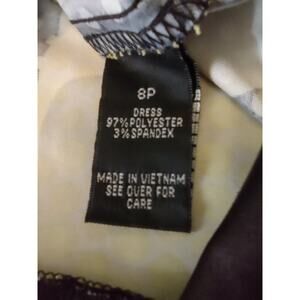 8P
DRESS
97% POLYESTER
3% SPANDEX
MADE IN VIETNAM
SEE OVER FOR
CARE